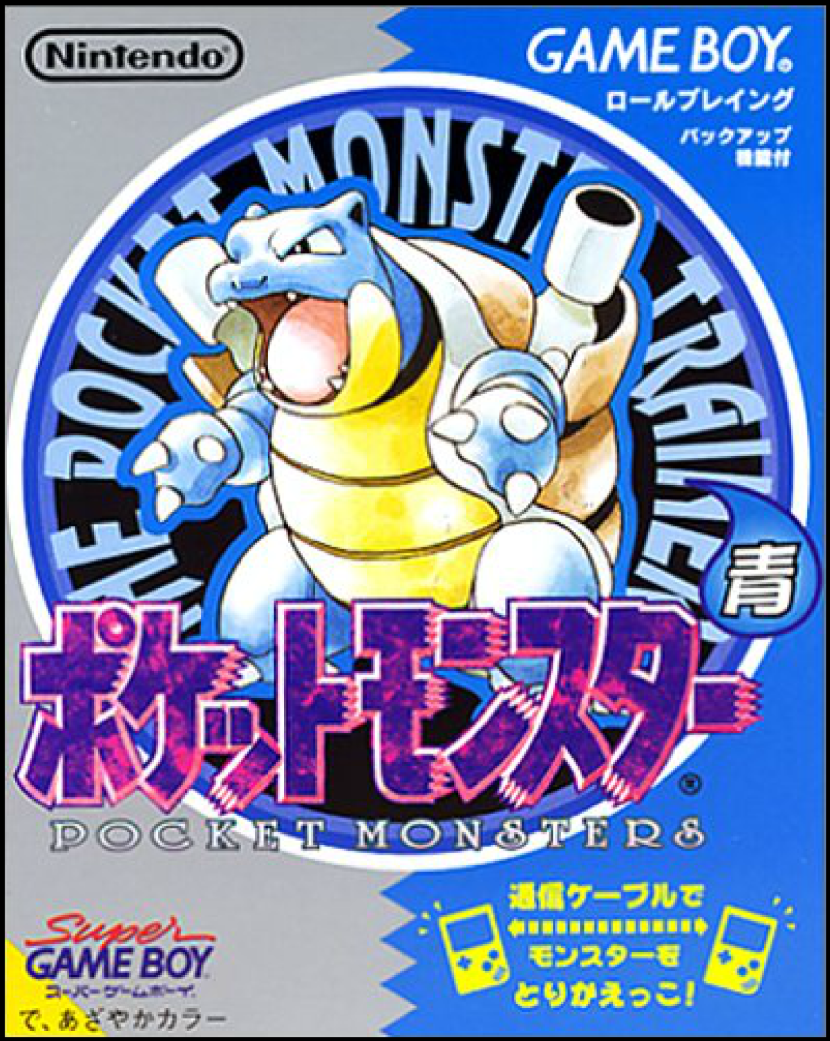 Nintendo®
GAME BOY®
ロールプレイング
バックアップ
機能付
THE POCKET MONSTER TRAINER
青
ポケットモンスター®
POCKET MONSTERS
通信ケーブルで
モンスターを
とりかえっこ!
Super
GAME BOY
スーパーゲームボーイ
で、あざやかカラー